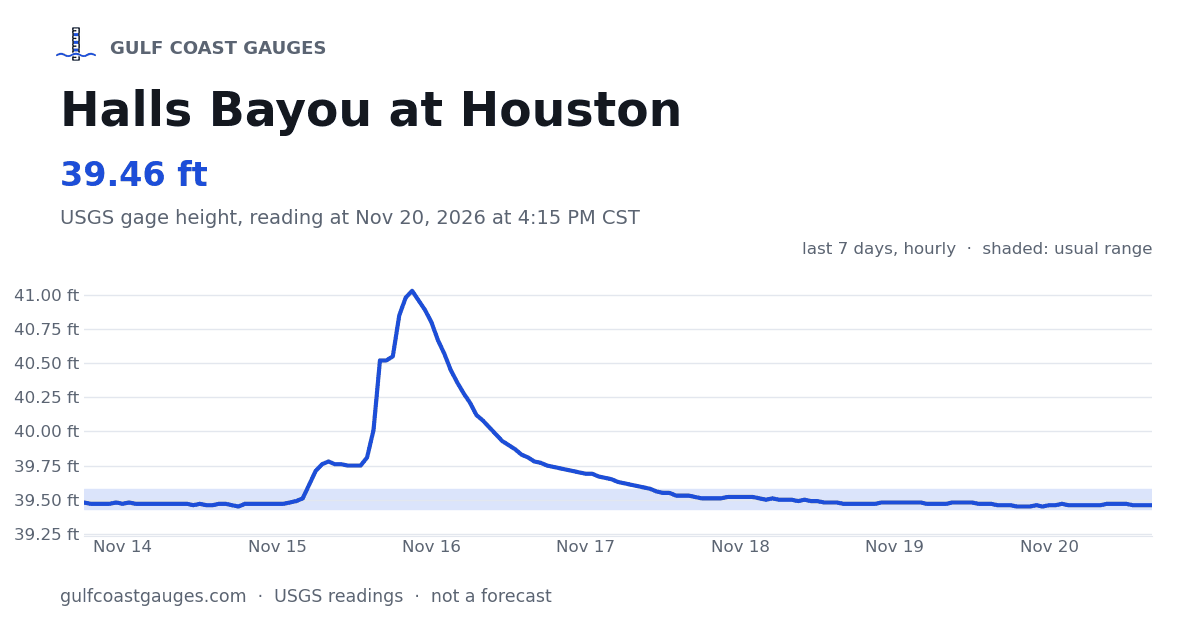 GULF COAST GAUGES
Halls Bayou at Houston
39.46 ft
USGS gage height, reading at Nov 20, 2026 at 4:15 PM CST
last 7 days, hourly · shaded: usual range
41.00 ft
40.75 ft
40.50 ft
40.25 ft
40.00 ft
39.75 ft
39.50 ft
39.25 ft
Nov 14 Nov 15 Nov 16 Nov 17 Nov 18 Nov 19 Nov 20
gulfcoastgauges.com · USGS readings · not a forecast